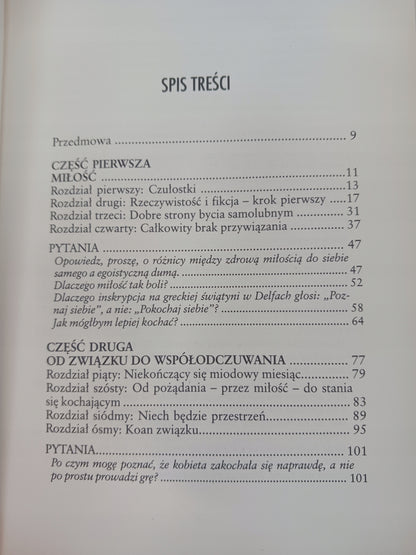 SPIS TREŚCI
Przedmowa ........ 9
CZĘŚĆ PIERWSZA
MIŁOŚĆ ........ 11
Rozdział pierwszy: Czułostki ........ 13
Rozdział drugi: Rzeczywistość i fikcja – krok pierwszy ..... 17
Rozdział trzeci: Dobre strony bycia samolubnym ........ 31
Rozdział czwarty: Całkowity brak przywiązania ........ 37
PYTANIA ........ 47
Opowiedz, proszę, o różnicy między zdrową miłością do siebie
samego a egoistyczną dumą. ........ 47
Dlaczego miłość tak boli? ........ 52
Dlaczego inskrypcja na greckiej świątyni w Delfach głosi: „Poz-
naj siebie”, a nie: „Pokochaj siebie”? ........ 58
Jak mógłbym lepiej kochać? ........ 64
CZĘŚĆ DRUGA
OD ZWIĄZKU DO WSPÓŁODCZUWANIA ........ 77
Rozdział piąty: Niekończący się miodowy miesiąc ........ 79
Rozdział szósty: Od pożądania – przez miłość – do stania
się kochającym ........ 83
Rozdział siódmy: Niech będzie przestrzeń ........ 89
Rozdział ósmy: Koan związku ........ 95
PYTANIA ........ 101
Po czym mogę poznać, że kobieta zakochała się naprawdę, a nie
po prostu prowadzi grę? ........ 101